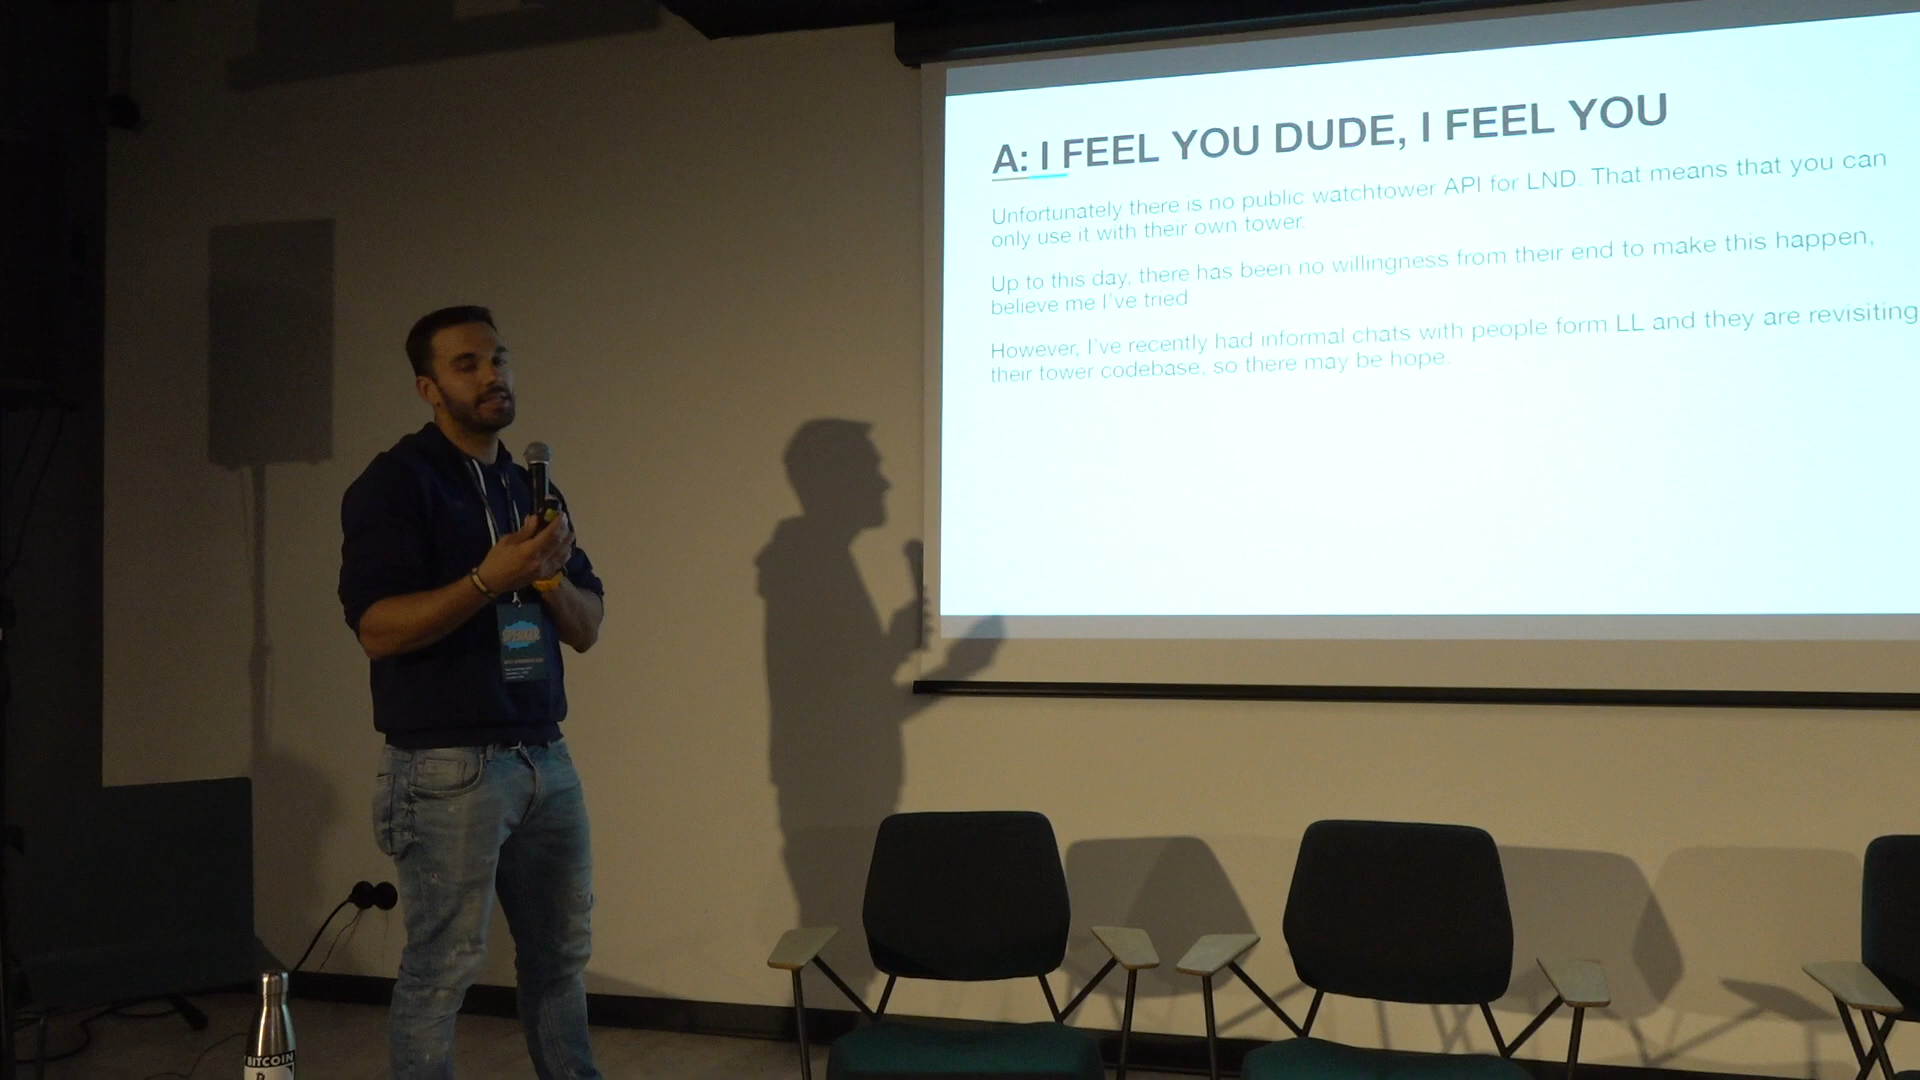 A: I FEEL YOU DUDE, I FEEL YOU
Unfortunately there is no public watchtower API for LND. That means that you can
only use it with their own tower.
Up to this day, there has been no willingness from their end to make this happen,
believe me I've tried
However, I've recently had informal chats with people form LL and they are revisiting
their tower codebase, so there may be hope.
SPEAKER
BITCOIN